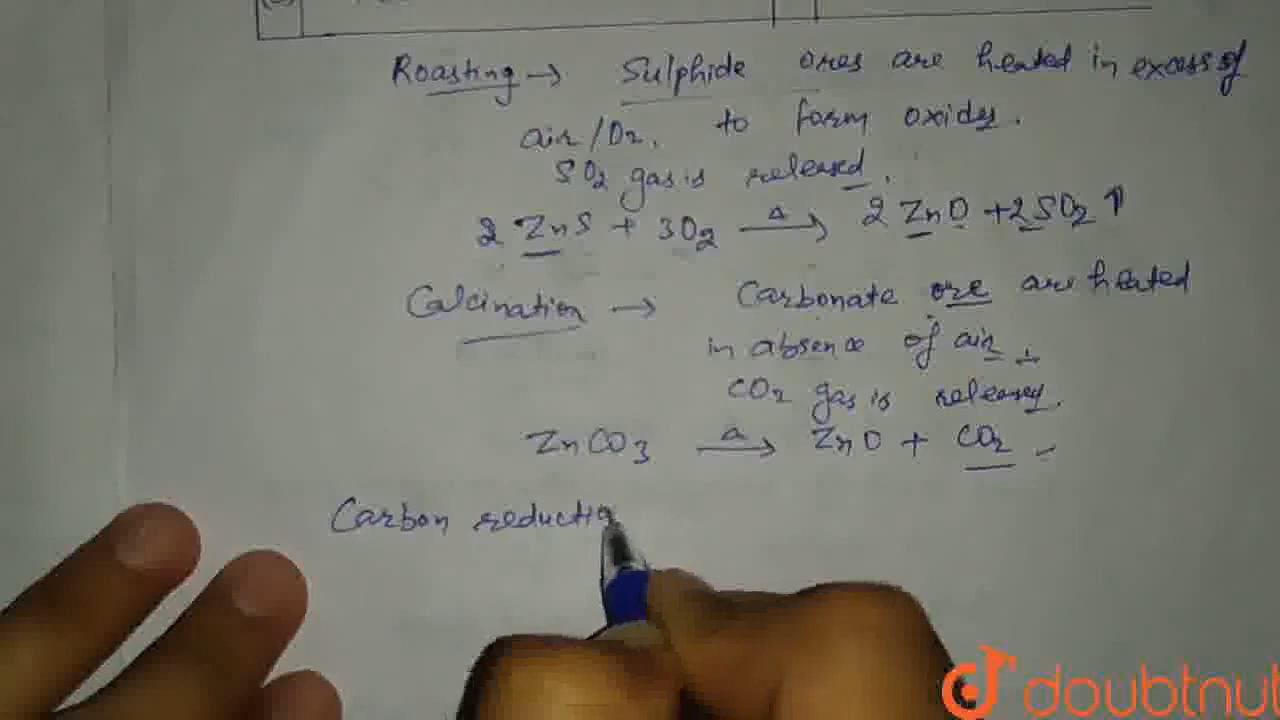 Roasting → Sulphide ores are heated in excess of
air/O2, to form oxides.
SO2 gas is released.
2 ZnS + 3O2 —Δ→ 2 ZnO + 2SO2 ↑
Calcination → Carbonate ore are heated
in absence of air.
CO2 gas is released.
ZnCO3 —Δ→ ZnO + CO2
Carbon reductio
doubtnut